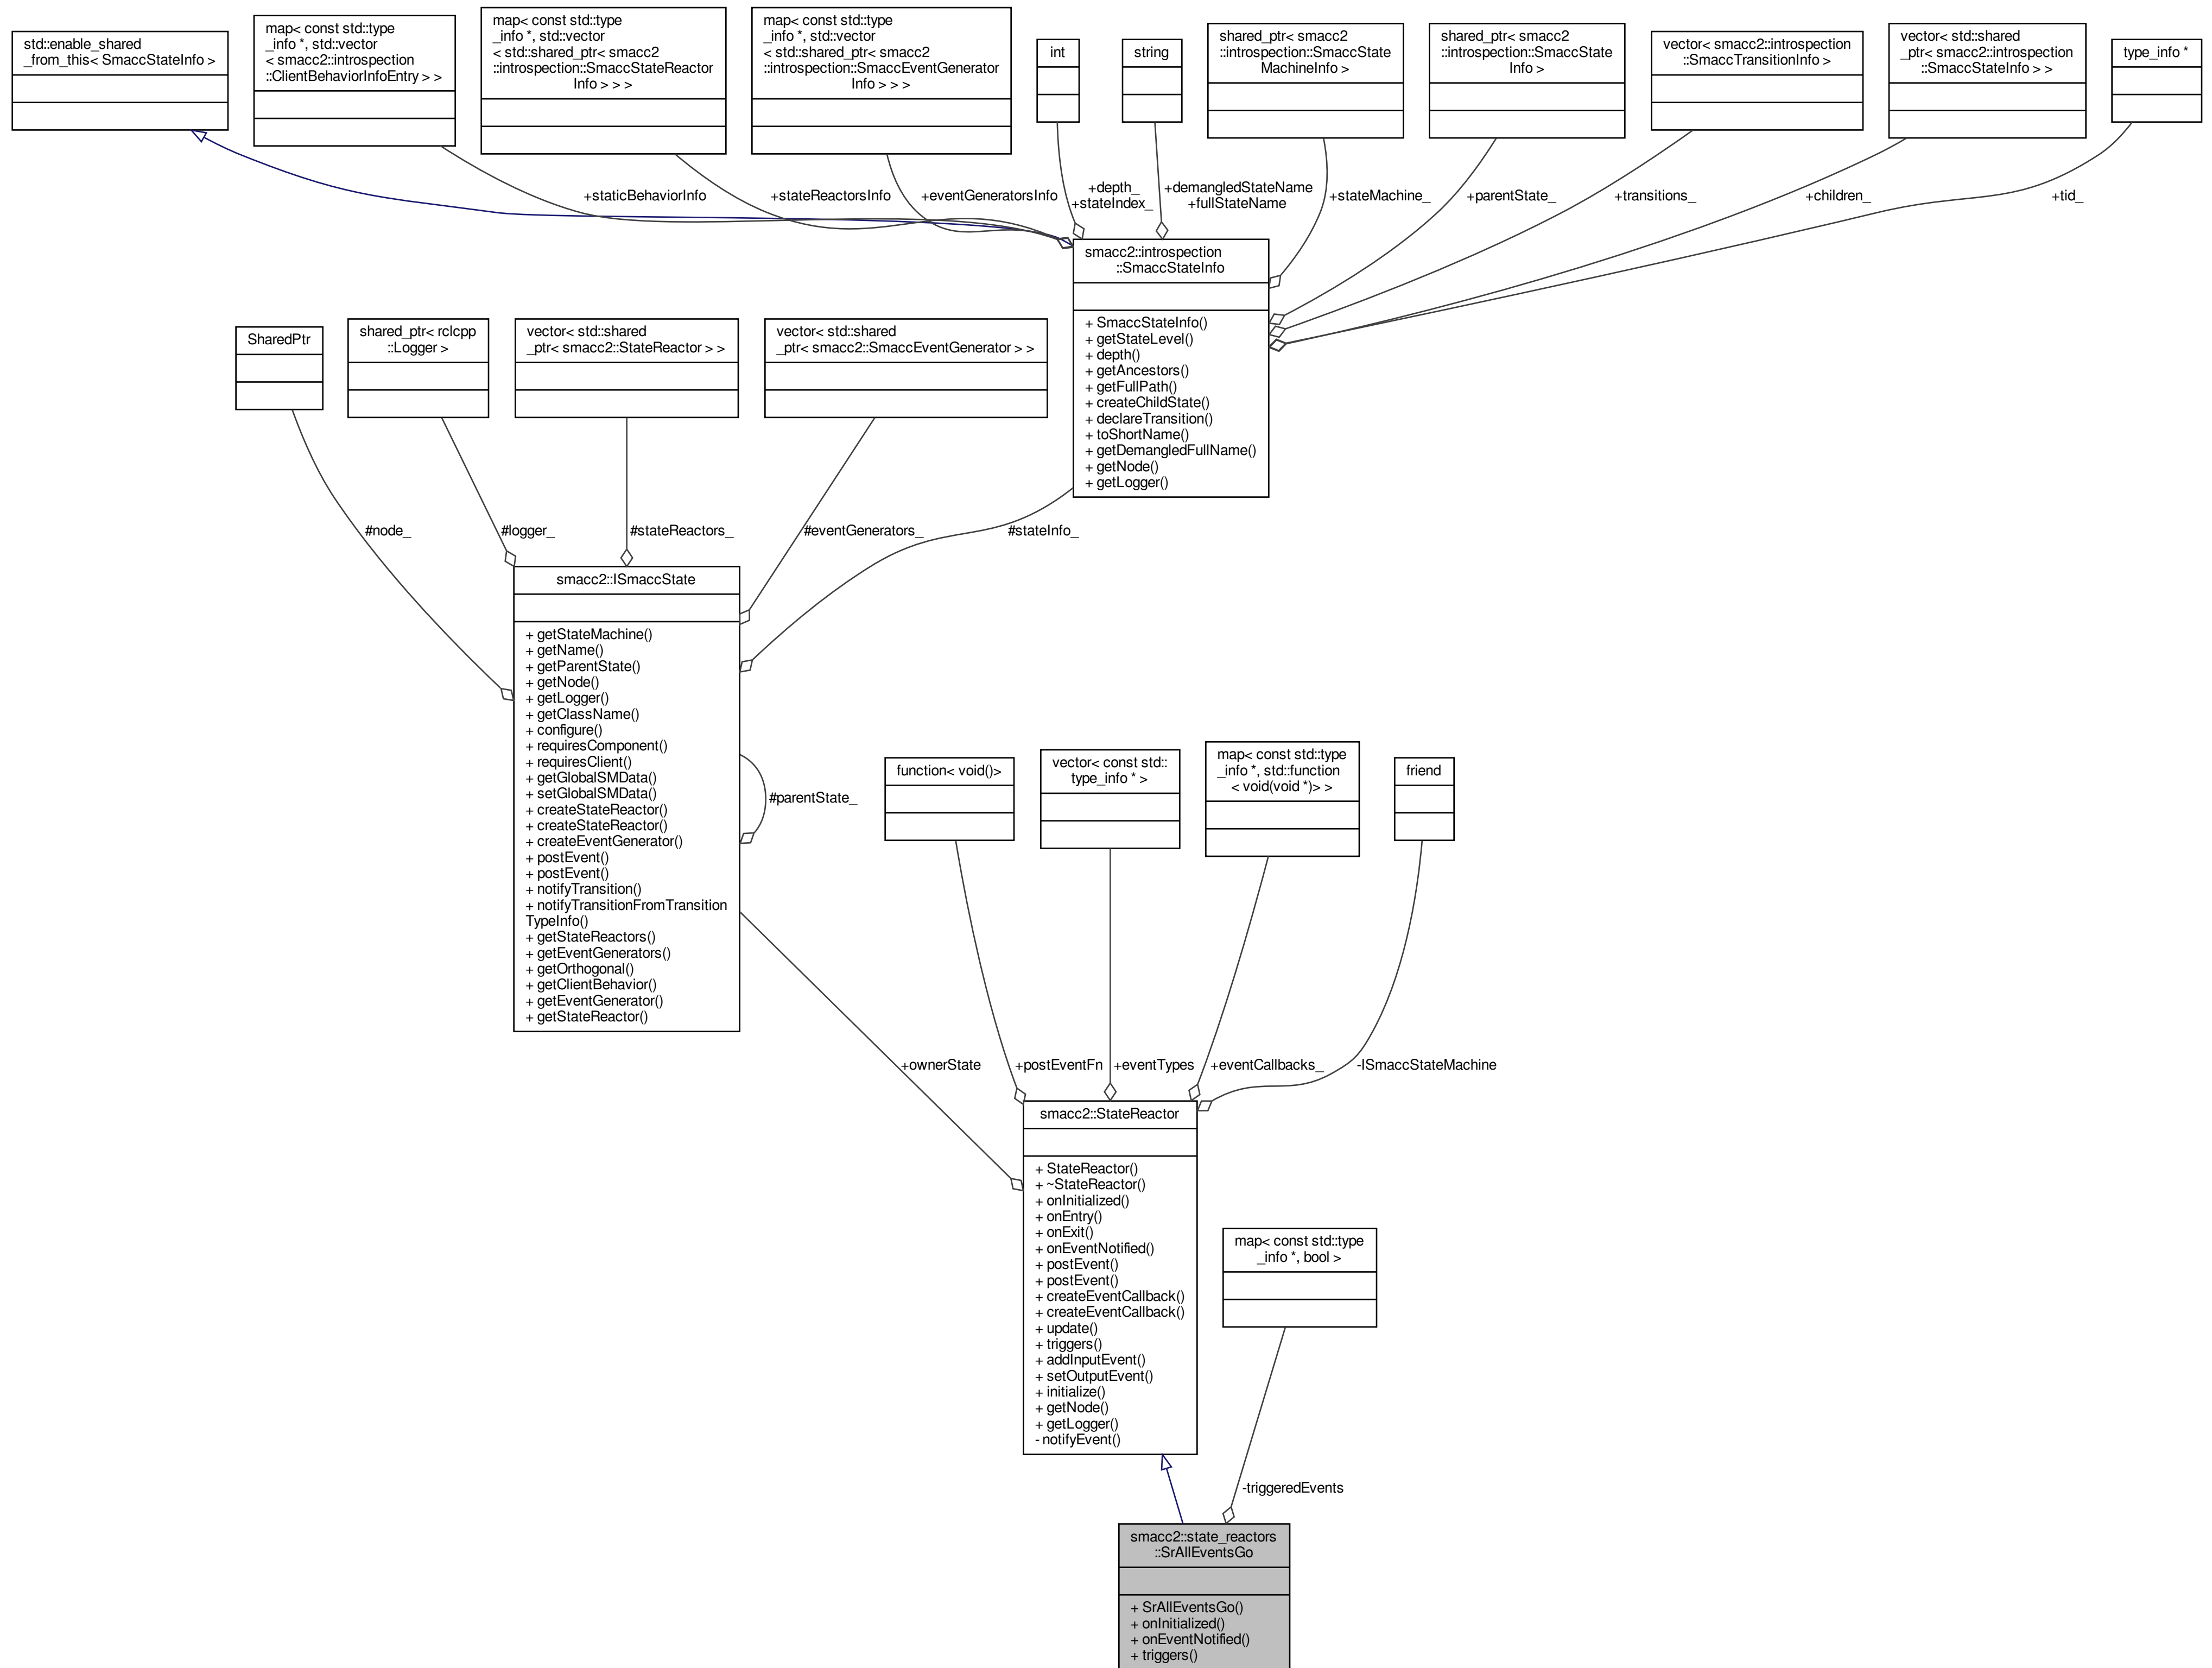 std::enable_shared
_from_this< SmaccStateInfo >
map< const std::type
_info *, std::vector
< smacc2::introspection
::ClientBehaviorInfoEntry > >
map< const std::type
_info *, std::vector
< std::shared_ptr< smacc2
::introspection::SmaccStateReactor
Info > > >
map< const std::type
_info *, std::vector
< std::shared_ptr< smacc2
::introspection::SmaccEventGenerator
Info > > >
int
string
shared_ptr< smacc2
::introspection::SmaccState
MachineInfo >
shared_ptr< smacc2
::introspection::SmaccState
Info >
vector< smacc2::introspection
::SmaccTransitionInfo >
vector< std::shared
_ptr< smacc2::introspection
::SmaccStateInfo > >
type_info *
+staticBehaviorInfo
+stateReactorsInfo
+eventGeneratorsInfo
+depth_
+stateIndex_
+demangledStateName
+fullStateName
+stateMachine_
+parentState_
+transitions_
+children_
+tid_
smacc2::introspection
::SmaccStateInfo
+ SmaccStateInfo()
+ getStateLevel()
+ depth()
+ getAncestors()
+ getFullPath()
+ createChildState()
+ declareTransition()
+ toShortName()
+ getDemangledFullName()
+ getNode()
+ getLogger()
SharedPtr
shared_ptr< rclcpp
::Logger >
vector< std::shared
_ptr< smacc2::StateReactor > >
vector< std::shared
_ptr< smacc2::SmaccEventGenerator > >
#node_
#logger_
#stateReactors_
#eventGenerators_
#stateInfo_
smacc2::ISmaccState
+ getStateMachine()
+ getName()
+ getParentState()
+ getNode()
+ getLogger()
+ getClassName()
+ configure()
+ requiresComponent()
+ requiresClient()
+ getGlobalSMData()
+ setGlobalSMData()
+ createStateReactor()
+ createStateReactor()
+ createEventGenerator()
+ postEvent()
+ postEvent()
+ notifyTransition()
+ notifyTransitionFromTransition
TypeInfo()
+ getStateReactors()
+ getEventGenerators()
+ getOrthogonal()
+ getClientBehavior()
+ getEventGenerator()
+ getStateReactor()
#parentState_
function< void()>
vector< const std::
type_info * >
map< const std::type
_info *, std::function
< void(void *)> >
friend
+ownerState
+postEventFn
+eventTypes
+eventCallbacks_
-ISmaccStateMachine
smacc2::StateReactor
+ StateReactor()
+ ~StateReactor()
+ onInitialized()
+ onEntry()
+ onExit()
+ onEventNotified()
+ postEvent()
+ postEvent()
+ createEventCallback()
+ createEventCallback()
+ update()
+ triggers()
+ addInputEvent()
+ setOutputEvent()
+ initialize()
+ getNode()
+ getLogger()
- notifyEvent()
map< const std::type
_info *, bool >
-triggeredEvents
smacc2::state_reactors
::SrAllEventsGo
+ SrAllEventsGo()
+ onInitialized()
+ onEventNotified()
+ triggers()